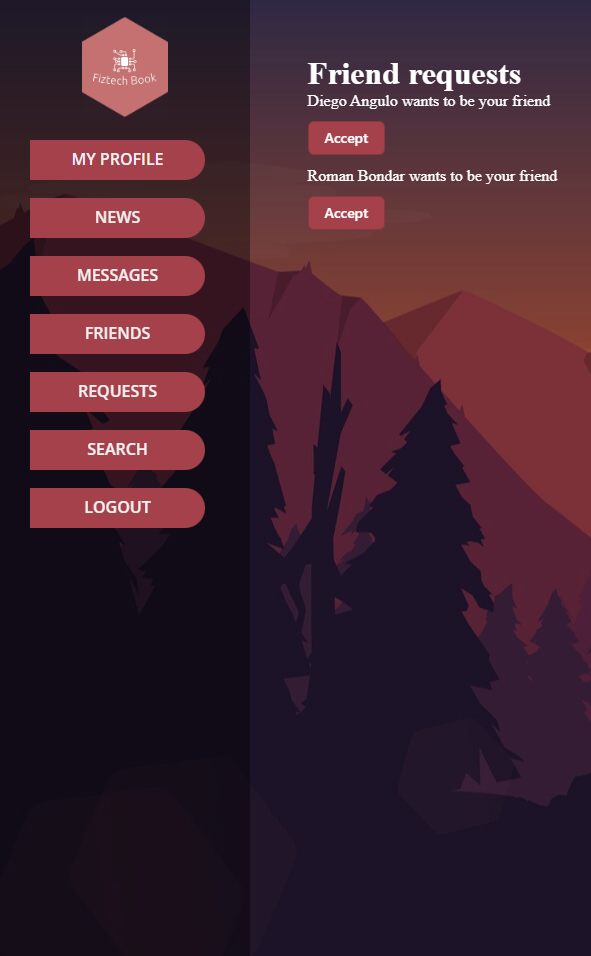 Fiztech Book
MY PROFILE
NEWS
MESSAGES
FRIENDS
REQUESTS
SEARCH
LOGOUT
Friend requests
Diego Angulo wants to be your friend
Accept
Roman Bondar wants to be your friend
Accept